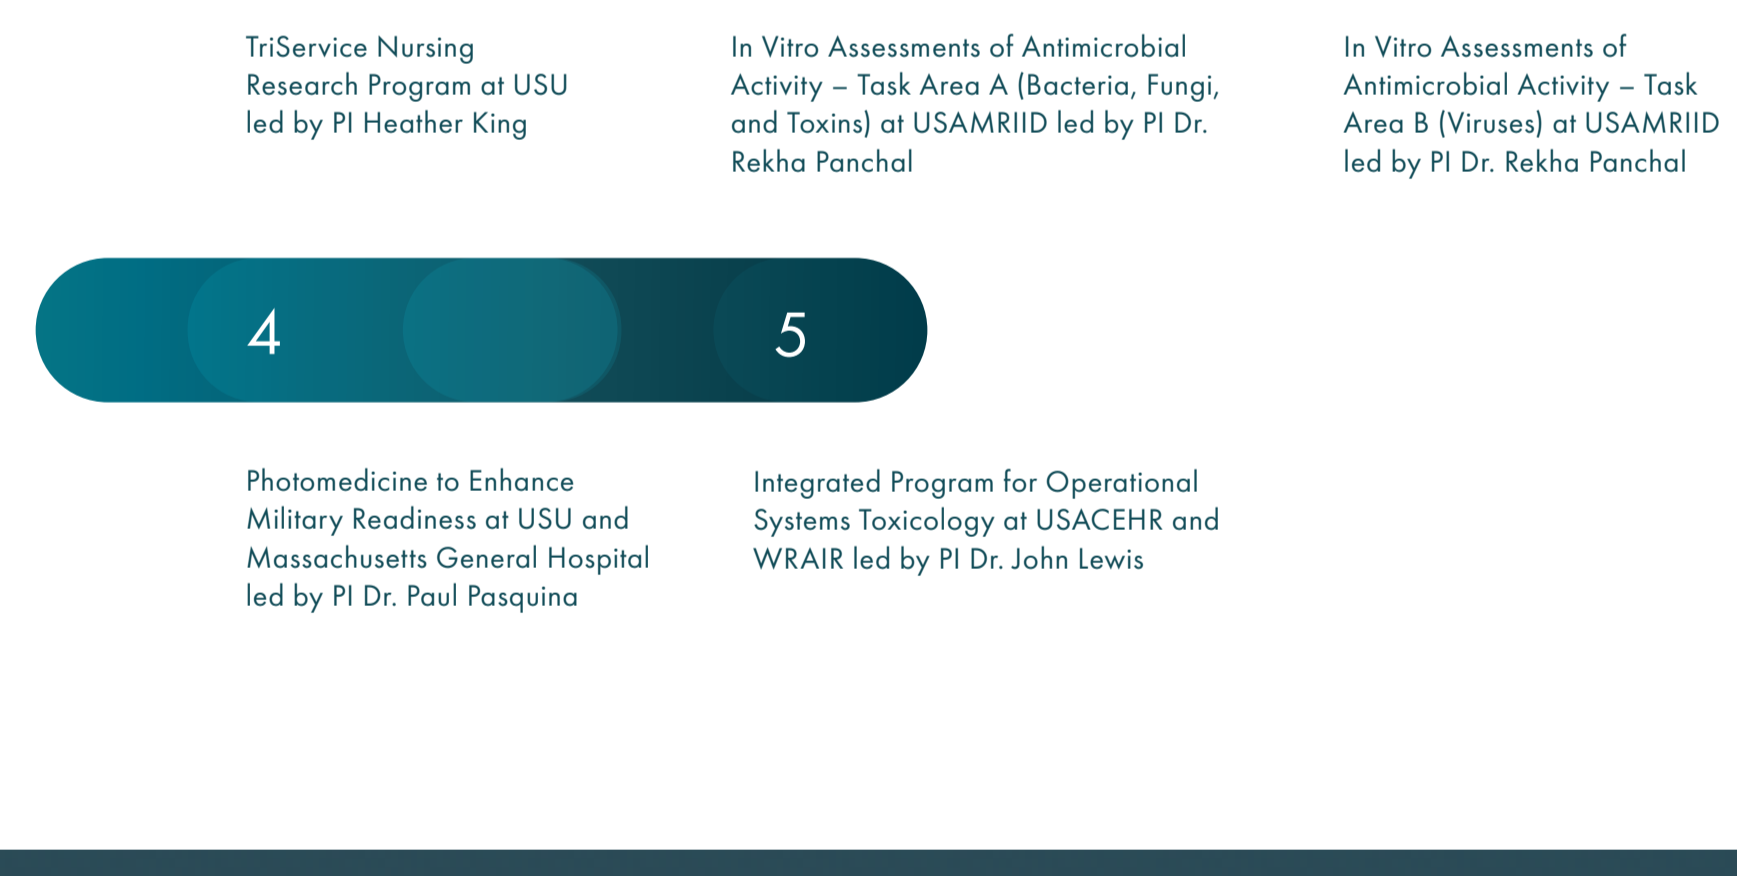 TriService Nursing
Research Program at USU
led by PI Heather King
In Vitro Assessments of Antimicrobial
Activity – Task Area A (Bacteria, Fungi,
and Toxins) at USAMRIID led by PI Dr.
Rekha Panchal
In Vitro Assessments of
Antimicrobial Activity – Task
Area B (Viruses) at USAMRIID
led by PI Dr. Rekha Panchal
4
5
Photomedicine to Enhance
Military Readiness at USU and
Massachusetts General Hospital
led by PI Dr. Paul Pasquina
Integrated Program for Operational
Systems Toxicology at USACEHR and
WRAIR led by PI Dr. John Lewis